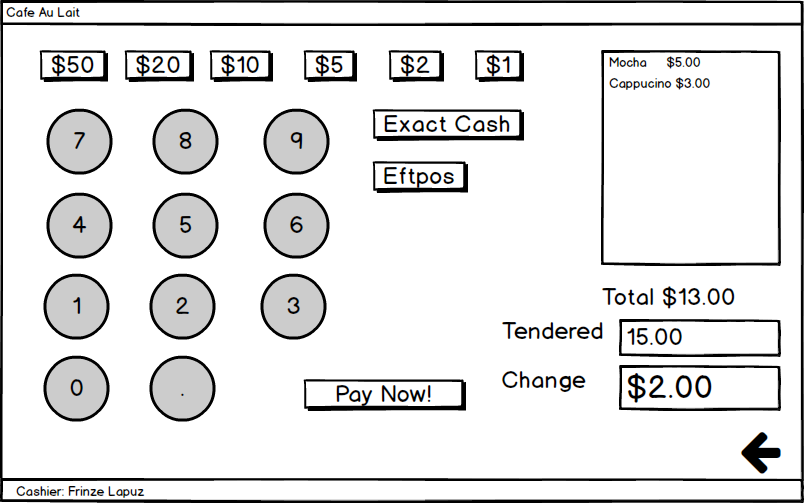 Cafe Au Lait
$50 $20 $10 $5 $2 $1
Mocha $5.00
Cappucino $3.00
7 8 9
Exact Cash
Eftpos
4 5 6
1 2 3
Total $13.00
Tendered 15.00
Change $2.00
0 .
Pay Now!
Cashier: Frinze Lapuz